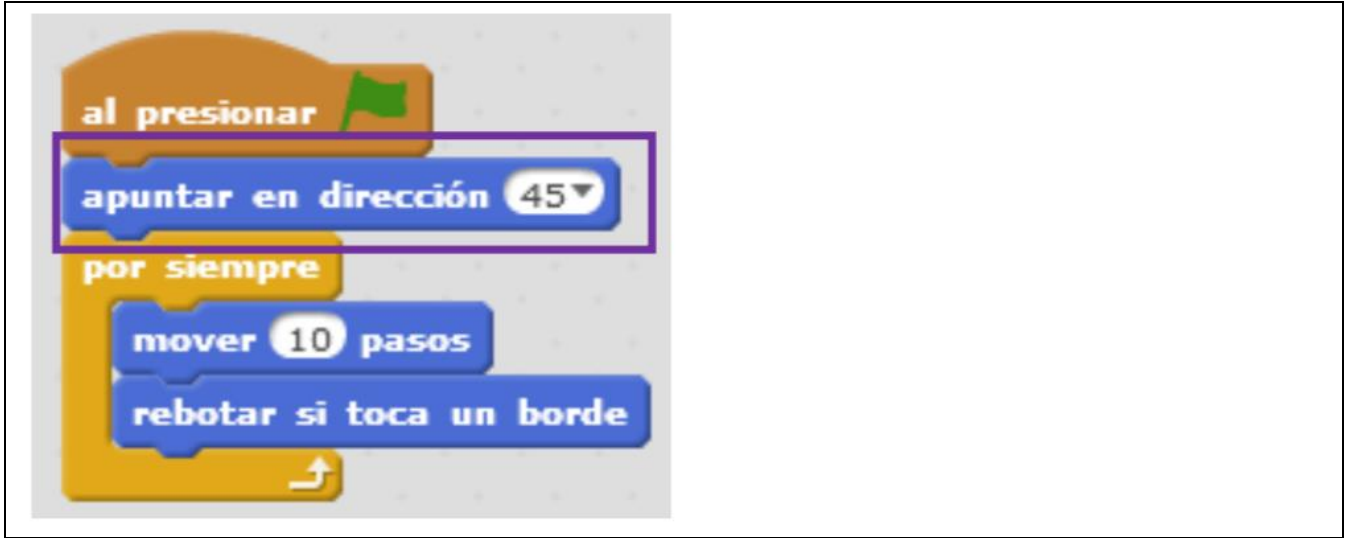 al presionar
apuntar en dirección 45
por siempre
mover 10 pasos
rebotar si toca un borde